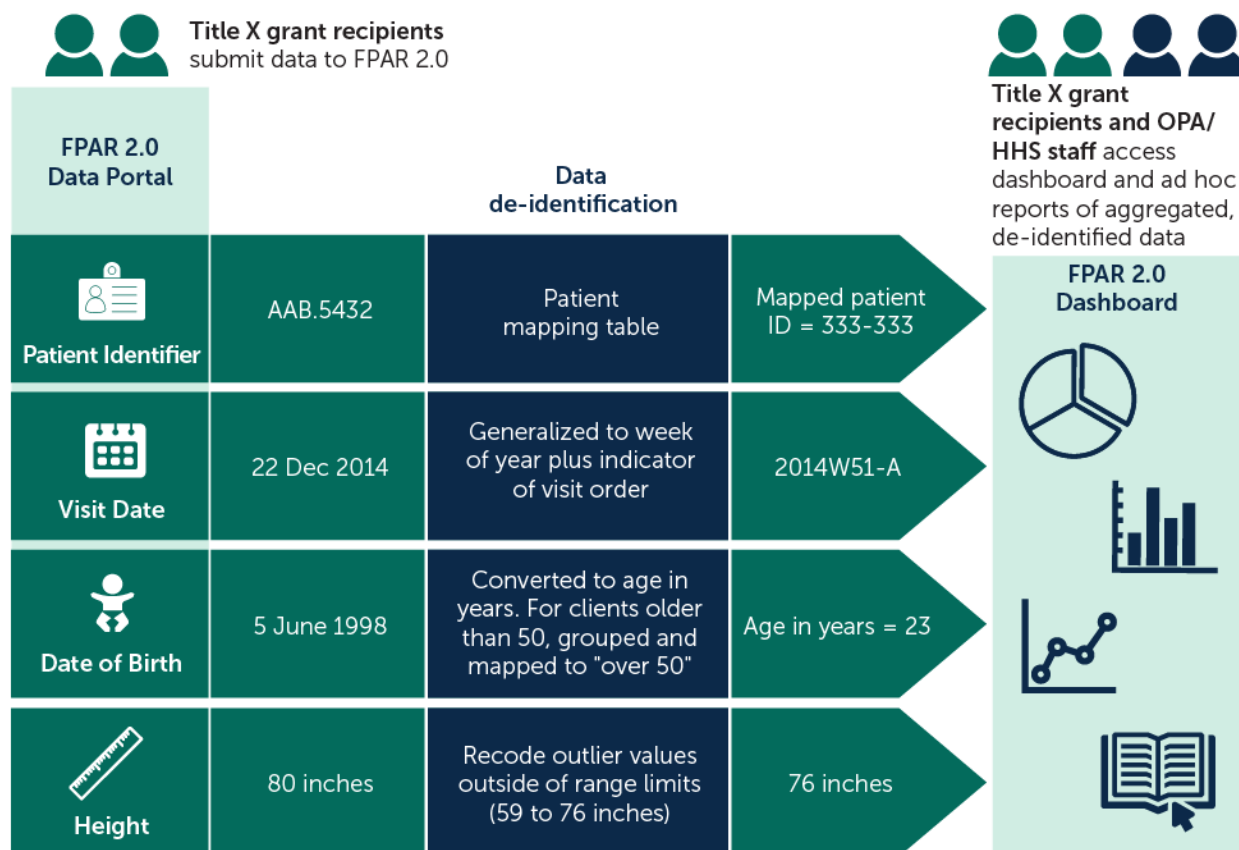 Title X grant recipients
submit data to FPAR 2.0
Title X grant
recipients and OPA/
HHS staff access
dashboard and ad hoc
reports of aggregated,
de-identified data
FPAR 2.0
Data Portal
Data
de-identification
FPAR 2.0
Dashboard
Patient Identifier
AAB.5432
Patient
mapping table
Mapped patient
ID = 333-333
Visit Date
22 Dec 2014
Generalized to week
of year plus indicator
of visit order
2014W51-A
Date of Birth
5 June 1998
Converted to age in
years. For clients older
than 50, grouped and
mapped to "over 50"
Age in years = 23
Height
80 inches
Recode outlier values
outside of range limits
(59 to 76 inches)
76 inches